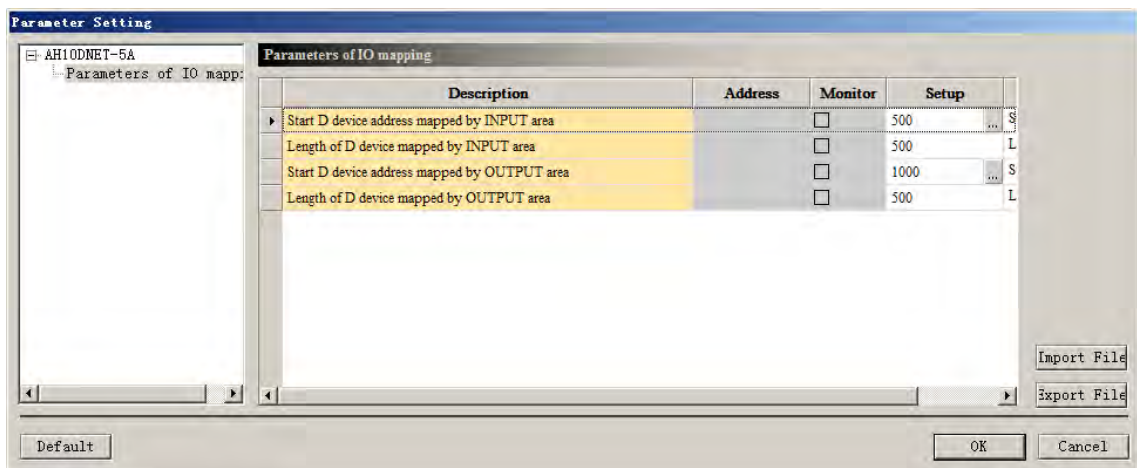 Parameter Setting
AH10DNET-5A
Parameters of IO mapp:
Parameters of IO mapping
Description Address Monitor Setup
Start D device address mapped by INPUT area 500 ... S
Length of D device mapped by INPUT area 500 L
Start D device address mapped by OUTPUT area 1000 ... S
Length of D device mapped by OUTPUT area 500 L
Import File
Export File
Default OK Cancel